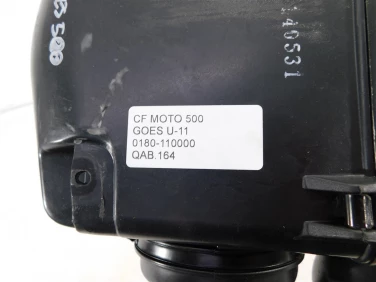 CF MOTO 500
GOES U-11
0180-110000
QAB.164
140531